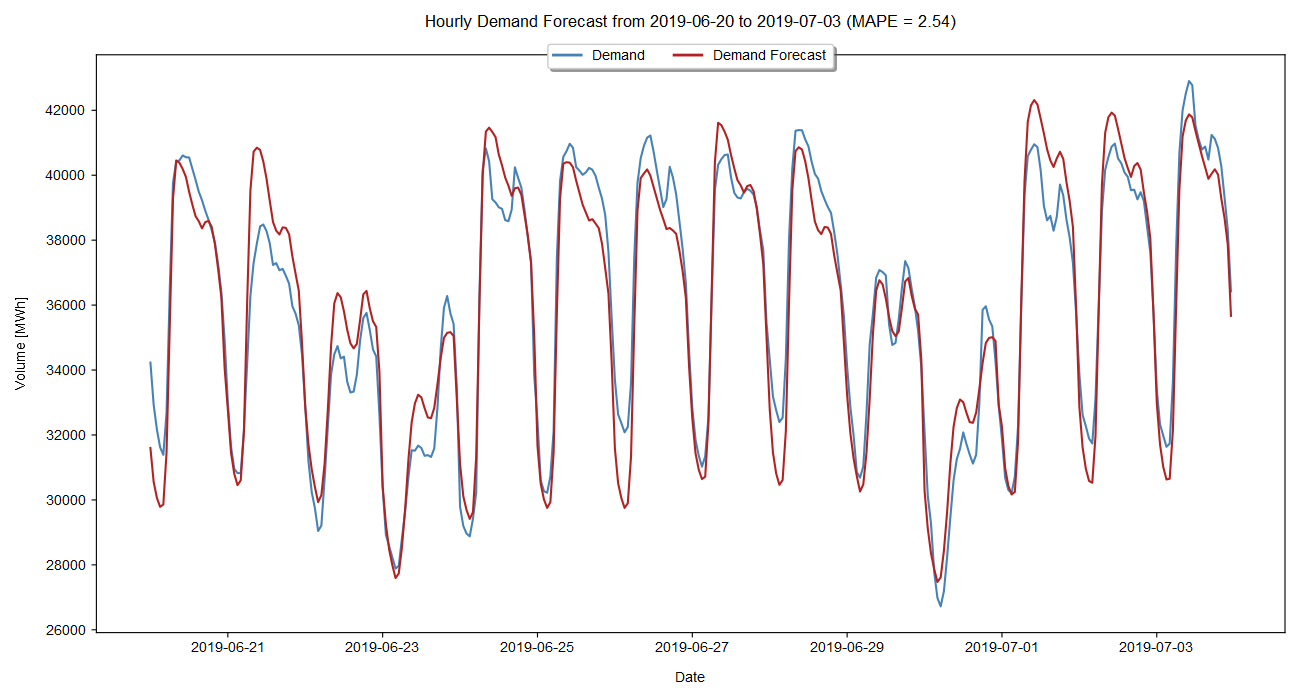 Hourly Demand Forecast from 2019-06-20 to 2019-07-03 (MAPE = 2.54)
Demand Demand Forecast
42000
40000
38000
36000
34000
32000
30000
28000
26000
Volume [MWh]
2019-06-21 2019-06-23 2019-06-25 2019-06-27 2019-06-29 2019-07-01 2019-07-03
Date